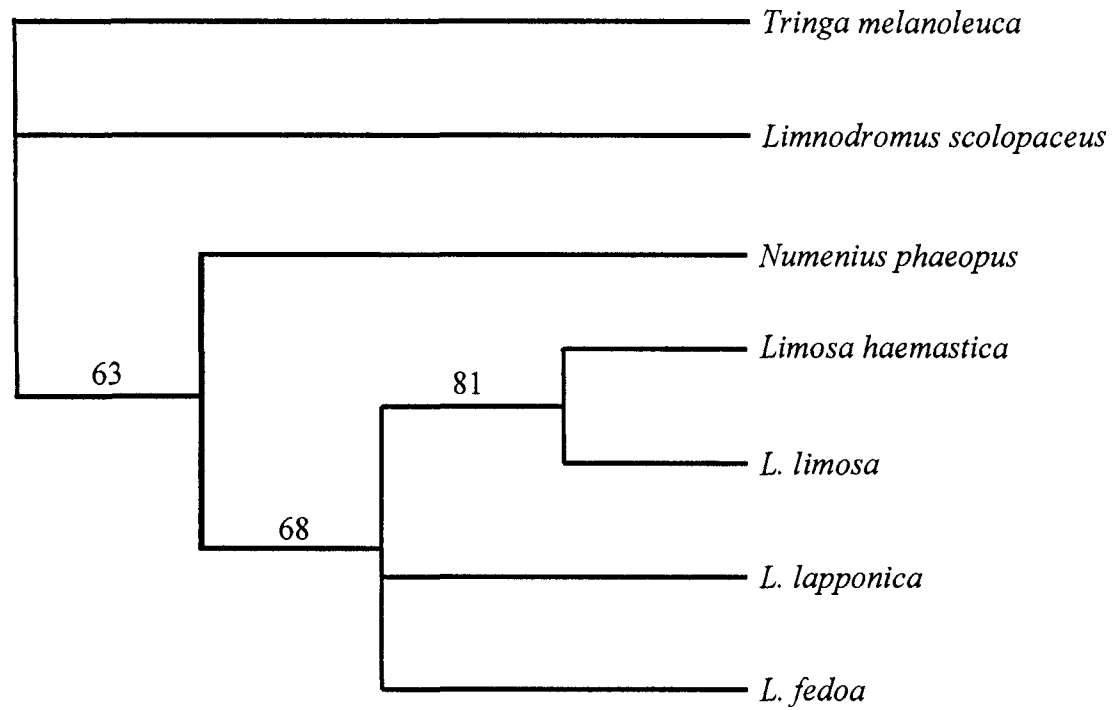 Tringa melanoleuca
Limnodromus scolopaceus
Numenius phaeopus
Limosa haemastica
63
81
L. limosa
68
L. lapponica
L. fedoa